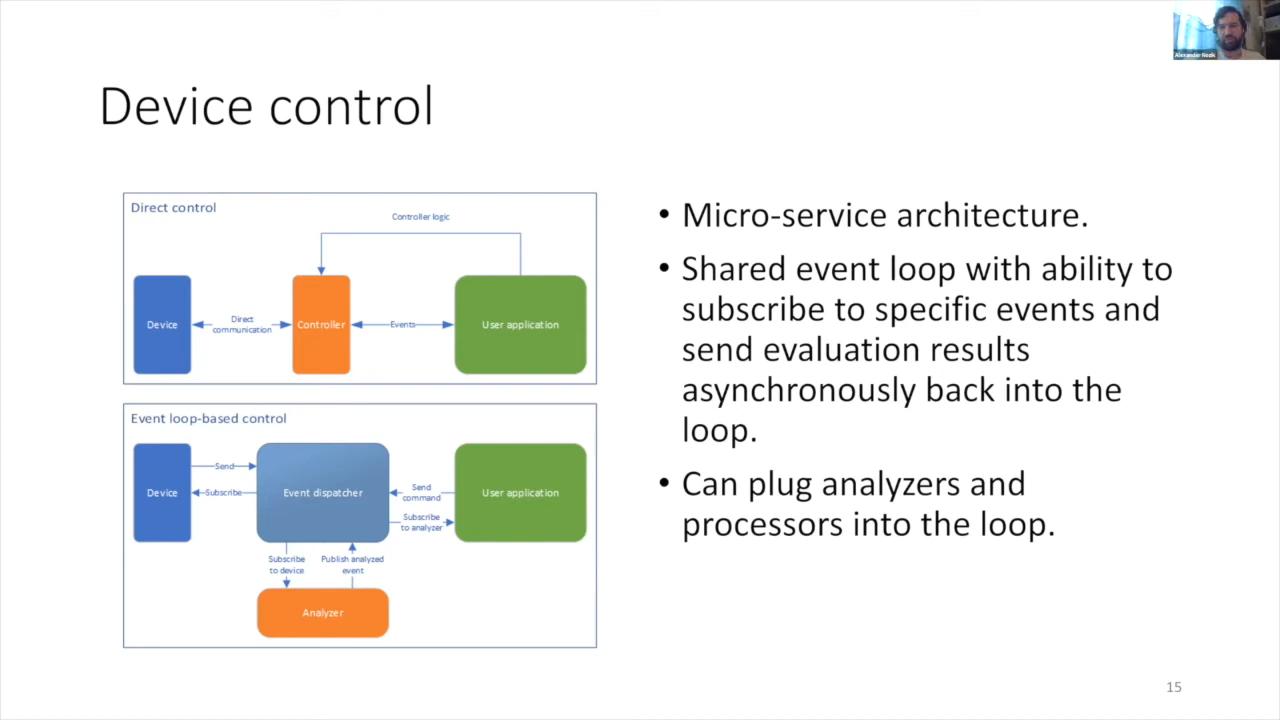 Alexander Nozik
Device control
Direct control
Controller logic
Device
Direct
communication
Controller
Events
User application
Event loop-based control
Device
Send
Subscribe
Event dispatcher
Send
command
Subscribe
to analyzer
User application
Subscribe
to device
Publish analyzed
event
Analyzer
• Micro-service architecture.
• Shared event loop with ability to
subscribe to specific events and
send evaluation results
asynchronously back into the
loop.
• Can plug analyzers and
processors into the loop.
15